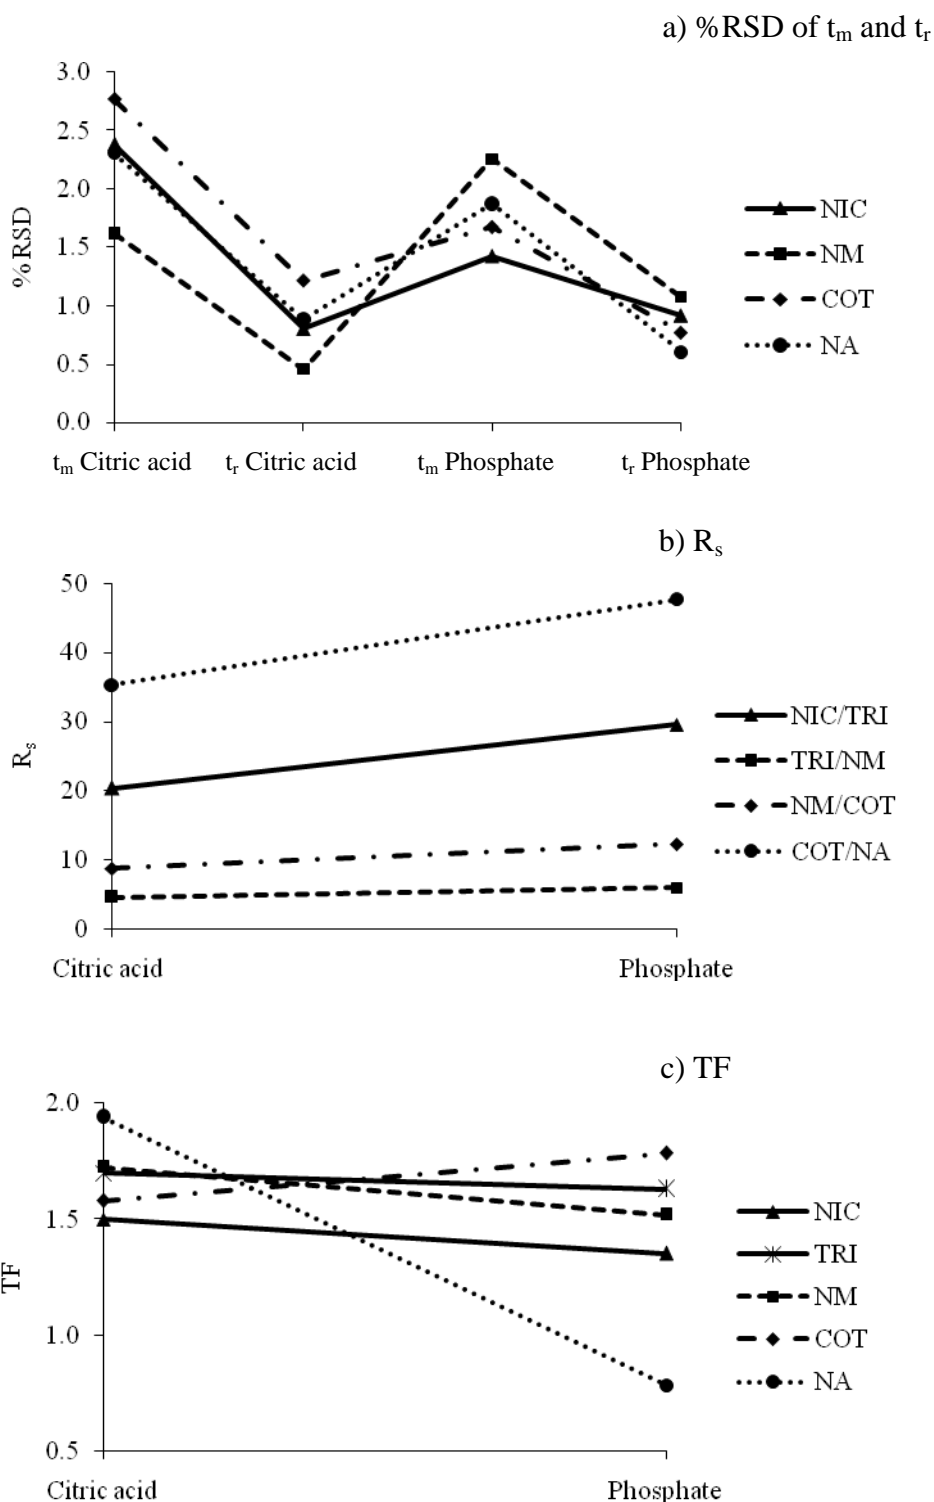 a) %RSD of tm and tr
3.0
2.5
2.0
1.5
1.0
0.5
0.0
%RSD
tm Citric acid tr Citric acid tm Phosphate tr Phosphate
NIC
NM
COT
NA
b) Rs
50
40
30
20
10
0
Rs
Citric acid Phosphate
NIC/TRI
TRI/NM
NM/COT
COT/NA
c) TF
2.0
1.5
1.0
0.5
TF
Citric acid Phosphate
NIC
TRI
NM
COT
NA